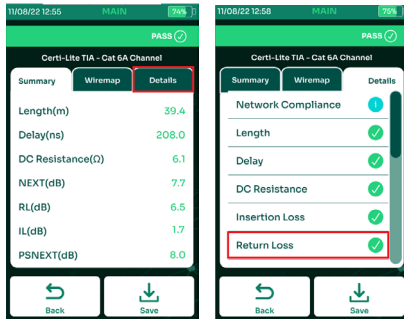 11/08/22 12:55 MAIN 74%
PASS
Certi-Lite TIA - Cat 6A Channel
Summary Wiremap Details
Length(m) 39.4
Delay(ns) 208.0
DC Resistance(Ω) 6.1
NEXT(dB) 7.7
RL(dB) 6.5
IL(dB) 1.7
PSNEXT(dB) 8.0
Back Save
11/08/22 12:58 MAIN 75%
PASS
Certi-Lite TIA - Cat 6A Channel
Summary Wiremap Details
Network Compliance
Length
Delay
DC Resistance
Insertion Loss
Return Loss
Back Save